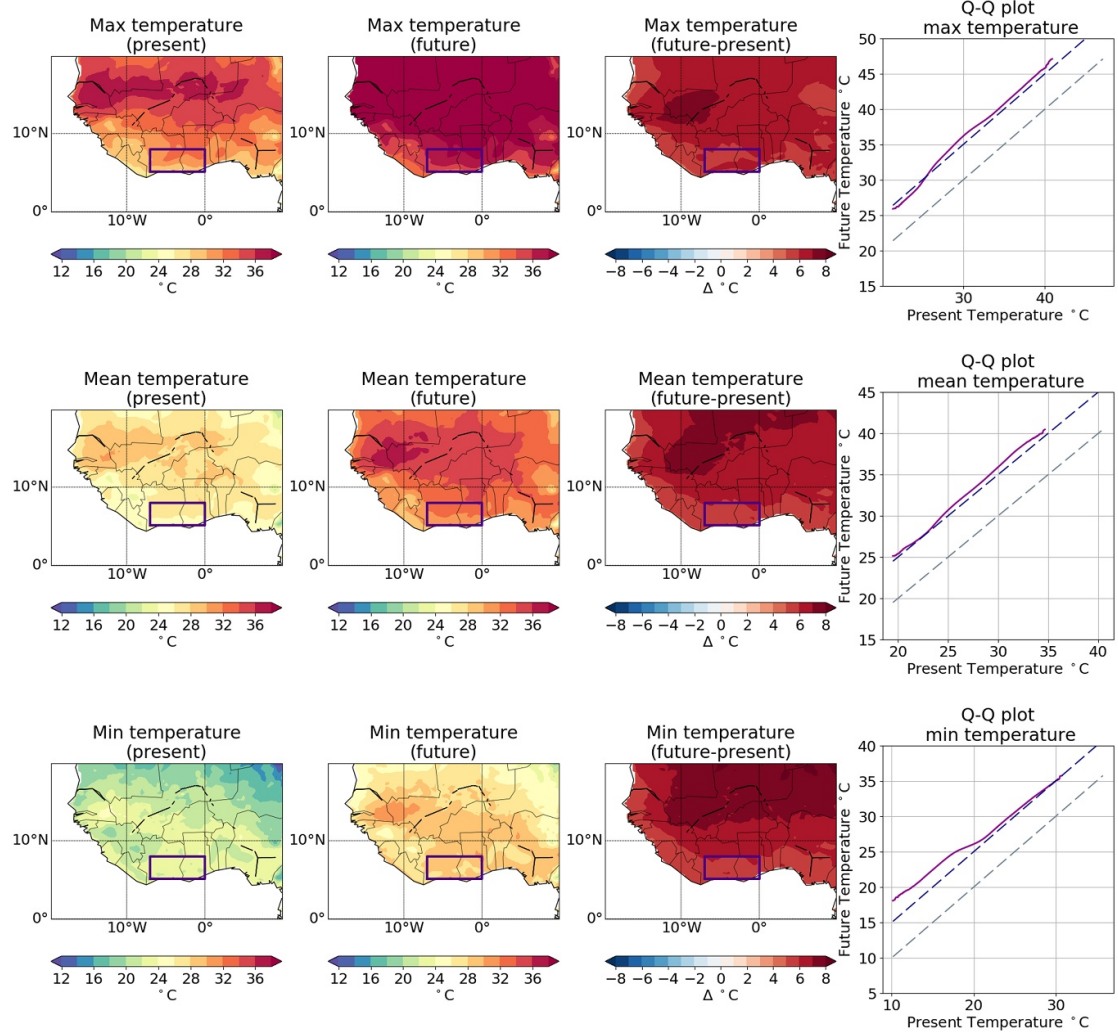 Max temperature
(present)
Max temperature
(future)
Max temperature
(future-present)
Q-Q plot
max temperature
10°N
0°
10°W
0°
12 16 20 24 28 32 36
°C
10°N
0°
10°W
0°
12 16 20 24 28 32 36
°C
10°N
0°
10°W
0°
−8 −6 −4 −2 0 2 4 6 8
Δ °C
Future Temperature °C
50
45
40
35
30
25
20
15
30 40
Present Temperature °C
Mean temperature
(present)
Mean temperature
(future)
Mean temperature
(future-present)
Q-Q plot
mean temperature
10°N
0°
10°W
0°
12 16 20 24 28 32 36
°C
10°N
0°
10°W
0°
12 16 20 24 28 32 36
°C
10°N
0°
10°W
0°
−8 −6 −4 −2 0 2 4 6 8
Δ °C
Future Temperature °C
45
40
35
30
25
20
15
20 25 30 35 40
Present Temperature °C
Min temperature
(present)
Min temperature
(future)
Min temperature
(future-present)
Q-Q plot
min temperature
10°N
0°
10°W
0°
12 16 20 24 28 32 36
°C
10°N
0°
10°W
0°
12 16 20 24 28 32 36
°C
10°N
0°
10°W
0°
−8 −6 −4 −2 0 2 4 6 8
Δ °C
Future Temperature °C
40
35
30
25
20
15
10
5
10 20 30
Present Temperature °C